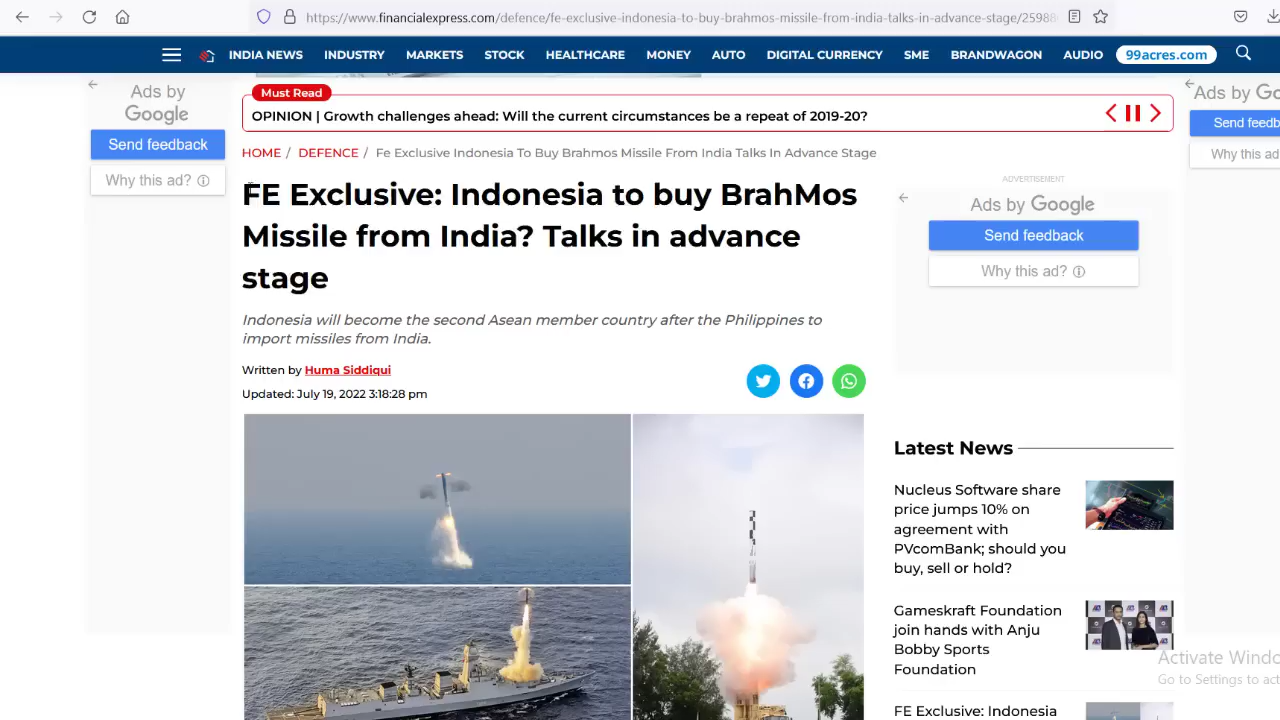 https://www.financialexpress.com/defence/fe-exclusive-indonesia-to-buy-brahmos-missile-from-india-talks-in-advance-stage/25988
INDIA NEWS INDUSTRY MARKETS STOCK HEALTHCARE MONEY AUTO DIGITAL CURRENCY SME BRANDWAGON AUDIO 99acres.com
Ads by
Google
Send feedback
Why this ad?
Must Read
OPINION | Growth challenges ahead: Will the current circumstances be a repeat of 2019-20?
HOME / DEFENCE / Fe Exclusive Indonesia To Buy Brahmos Missile From India Talks In Advance Stage
FE Exclusive: Indonesia to buy BrahMos
Missile from India? Talks in advance
stage
Indonesia will become the second Asean member country after the Philippines to
import missiles from India.
Written by Huma Siddiqui
Updated: July 19, 2022 3:18:28 pm
ADVERTISEMENT
Ads by Google
Send feedback
Why this ad?
Latest News
Nucleus Software share
price jumps 10% on
agreement with
PVcomBank; should you
buy, sell or hold?
Gameskraft Foundation
join hands with Anju
Bobby Sports
Foundation
FE Exclusive: Indonesia
Ads by Go
Send feedb
Why this ad
Activate Windo
Go to Settings to act